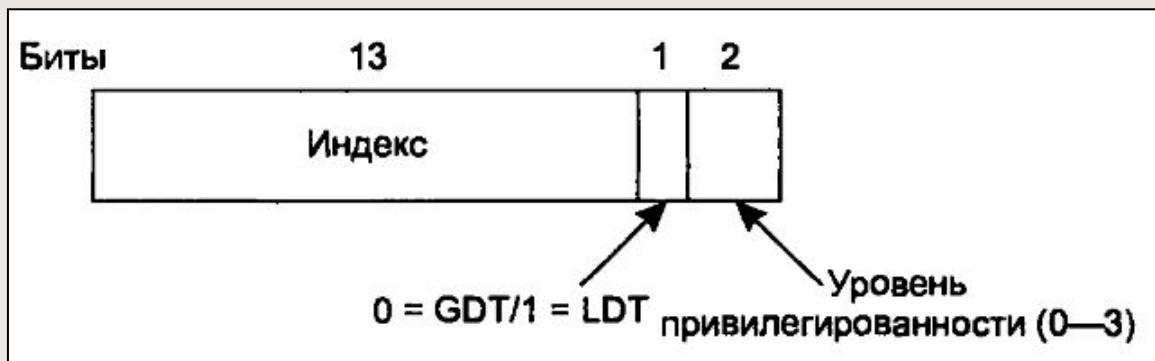 Биты 13 1 2
Индекс
0 = GDT/1 = LDT
Уровень
привилегированности (0—3)